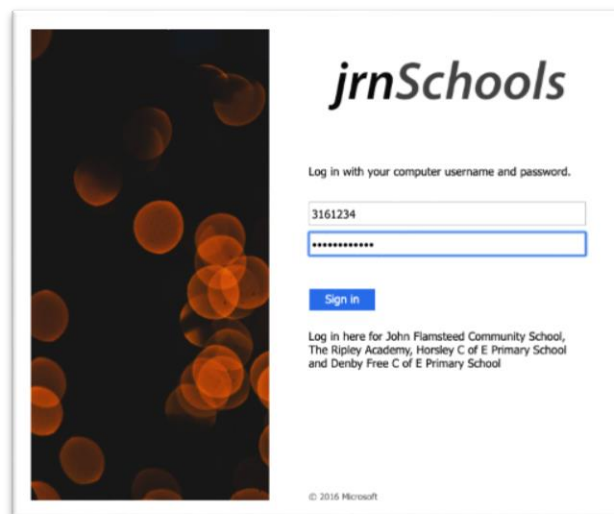 jrnSchools
Log in with your computer username and password.
3161234
••••••••••••
Sign in
Log in here for John Flamsteed Community School,
The Ripley Academy, Horsley C of E Primary School
and Denby Free C of E Primary School
© 2016 Microsoft